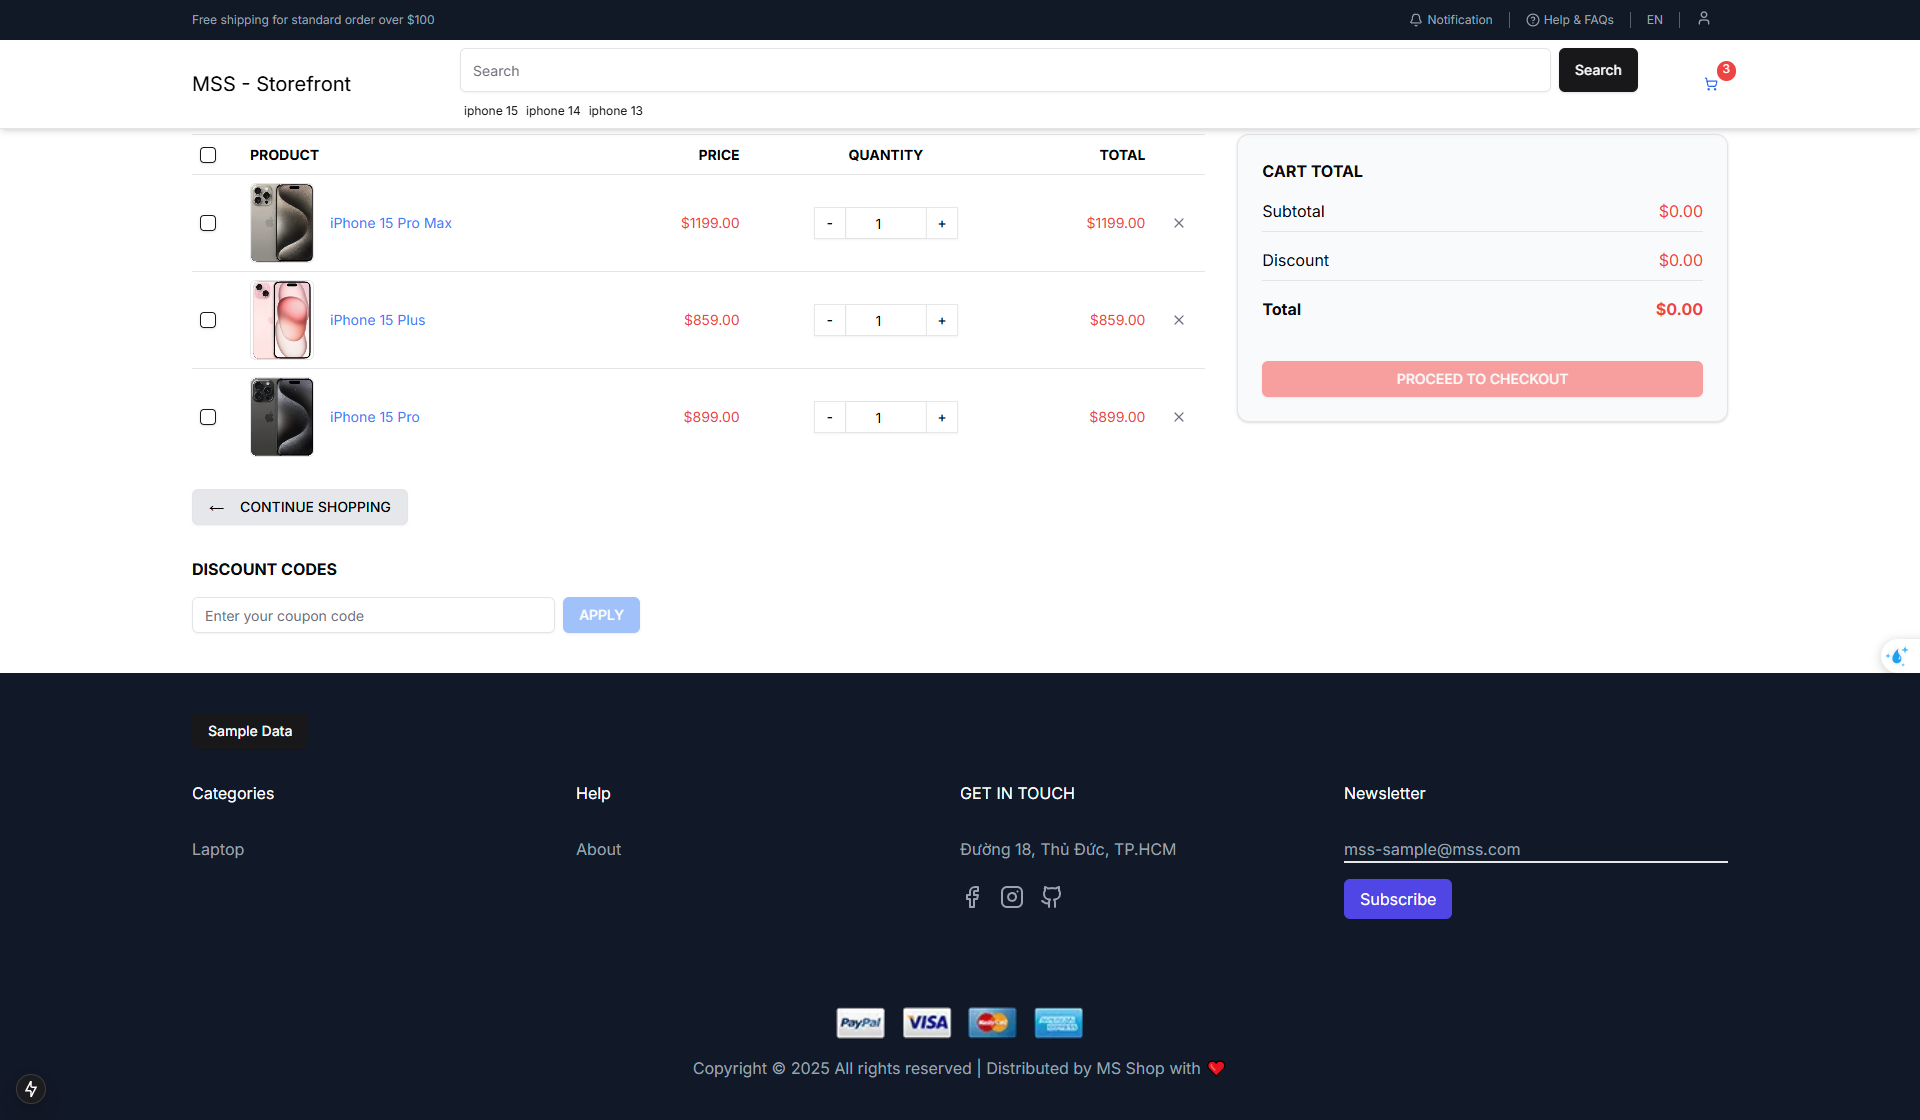 Free shipping for standard order over $100
Notification
Help & FAQs
EN
MSS - Storefront
Search
Search
3
iphone 15 iphone 14 iphone 13
PRODUCT PRICE QUANTITY TOTAL
iPhone 15 Pro Max $1199.00 - 1 + $1199.00
iPhone 15 Plus $859.00 - 1 + $859.00
iPhone 15 Pro $899.00 - 1 + $899.00
CART TOTAL
Subtotal $0.00
Discount $0.00
Total $0.00
PROCEED TO CHECKOUT
← CONTINUE SHOPPING
DISCOUNT CODES
Enter your coupon code
APPLY
Sample Data
Categories
Laptop
Help
About
GET IN TOUCH
Đường 18, Thủ Đức, TP.HCM
Newsletter
mss-sample@mss.com
Subscribe
PayPal VISA MasterCard AMERICAN EXPRESS
Copyright © 2025 All rights reserved | Distributed by MS Shop with ❤️